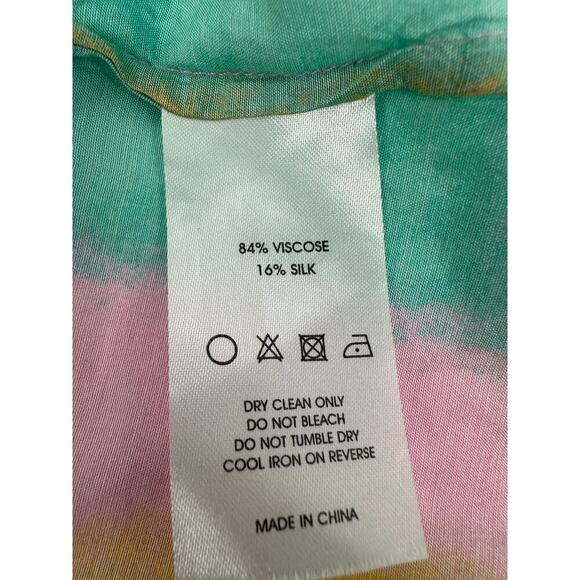 84% VISCOSE
16% SILK
DRY CLEAN ONLY
DO NOT BLEACH
DO NOT TUMBLE DRY
COOL IRON ON REVERSE
MADE IN CHINA